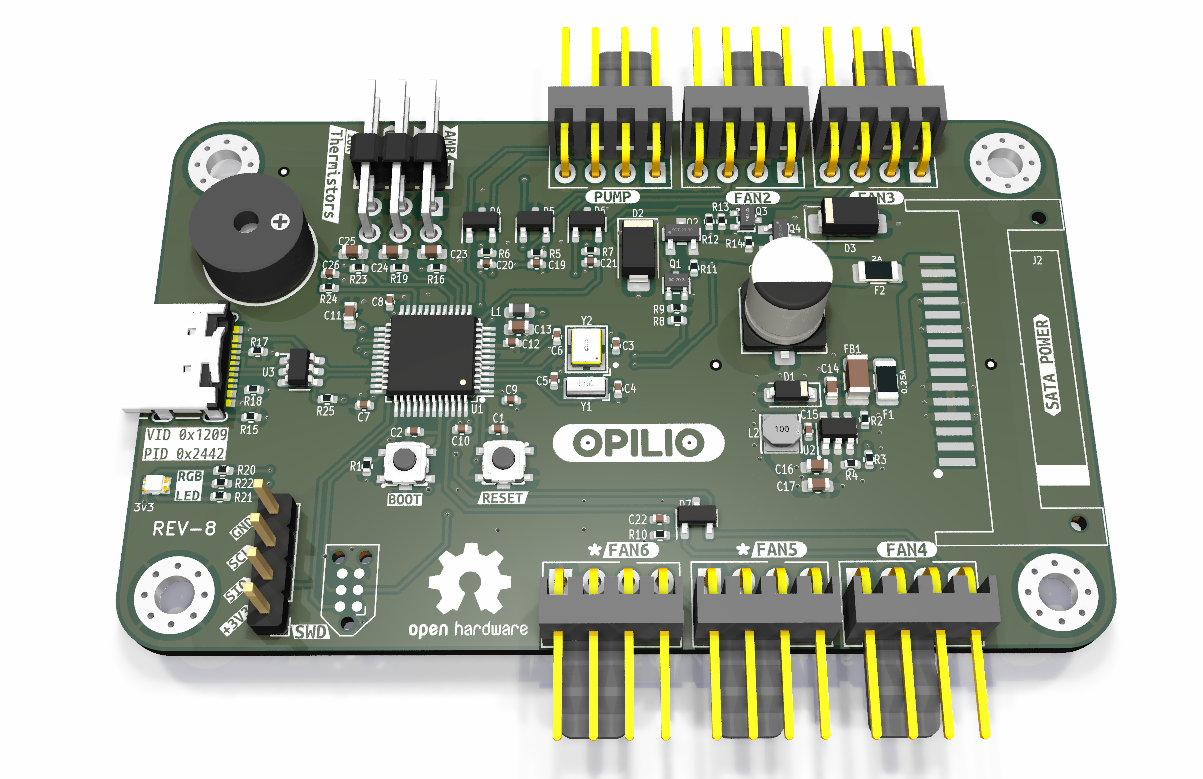 Thermistors
AMB
PUMP
FAN2
FAN3
D4
D5
D6
D2
Q2
R13
Q3
R14
Q4
R12
D3
J2
C25
C24
C23
R6
C20
R5
C19
R7
C21
Q1
R11
2A
F2
C26
R23
R19
R16
R24
C8
C11
L1
C13
C12
R9
R8
Y2
C6
C3
R17
U3
C5
C4
Y1
FB1
0.25A
F1
SATA POWER
D1
C14
R18
R15
R25
C7
U1
C9
C1
C10
C2
C15
R2
L2
100
U2
VID 0x1209
PID 0x2442
OPILIO
R1
BOOT
RESET
C16
C17
R4
R3
RGB
LED
R20
R22
R21
3V3
REV-8
GND
+3V3
SWD
D7
C22
R10
*/FAN6
*/FAN5
FAN4
open hardware